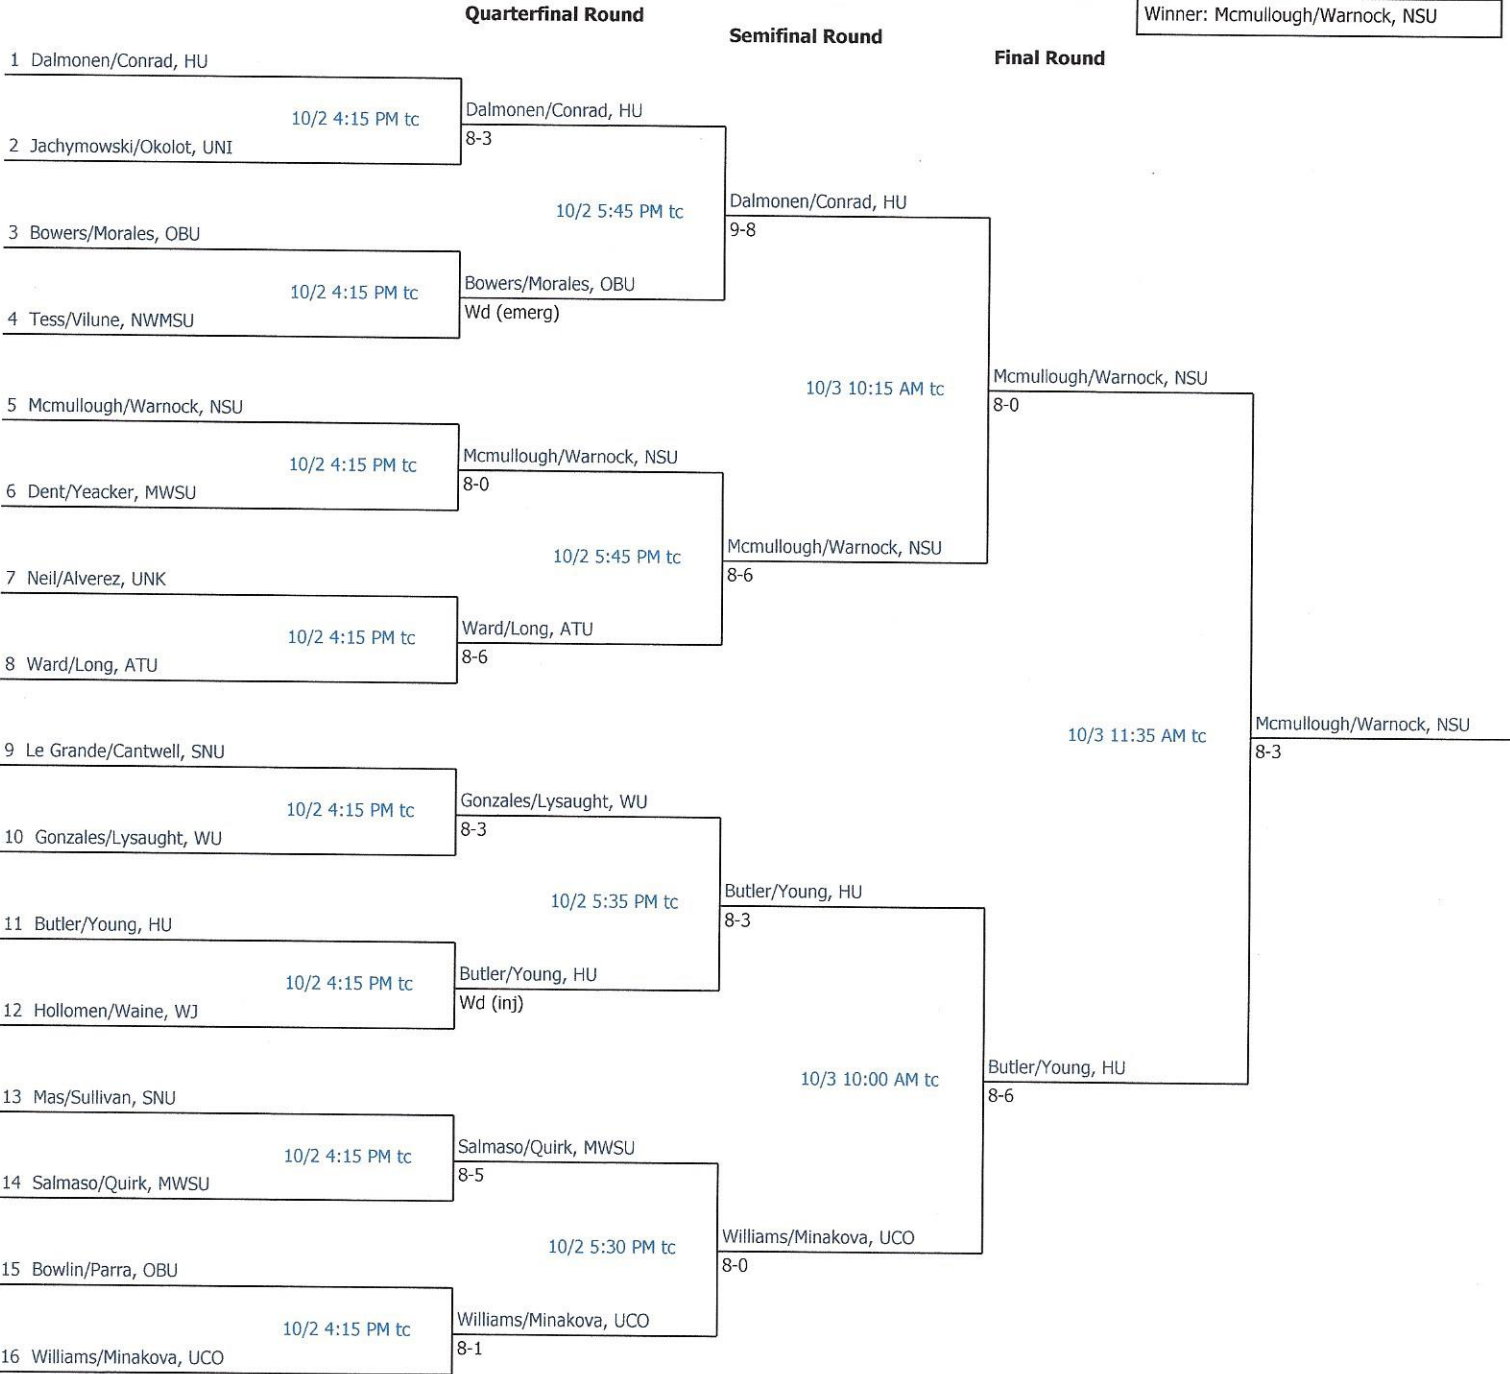 Quarterfinal Round
Semifinal Round
Final Round
Winner: Mcmullough/Warnock, NSU
1 Dalmonen/Conrad, HU
10/2 4:15 PM tc
2 Jachymowski/Okolot, UNI
Dalmonen/Conrad, HU
8-3
10/2 5:45 PM tc
3 Bowers/Morales, OBU
10/2 4:15 PM tc
4 Tess/Vilune, NWMSU
Bowers/Morales, OBU
Wd (emerg)
Dalmonen/Conrad, HU
9-8
10/3 10:15 AM tc
5 Mcmullough/Warnock, NSU
10/2 4:15 PM tc
6 Dent/Yeacker, MWSU
Mcmullough/Warnock, NSU
8-0
10/2 5:45 PM tc
7 Neil/Alverez, UNK
10/2 4:15 PM tc
8 Ward/Long, ATU
Ward/Long, ATU
8-6
Mcmullough/Warnock, NSU
8-6
Mcmullough/Warnock, NSU
8-0
10/3 11:35 AM tc
Mcmullough/Warnock, NSU
8-3
9 Le Grande/Cantwell, SNU
10/2 4:15 PM tc
10 Gonzales/Lysaught, WU
Gonzales/Lysaught, WU
8-3
10/2 5:35 PM tc
11 Butler/Young, HU
10/2 4:15 PM tc
12 Hollomen/Waine, WJ
Butler/Young, HU
Wd (inj)
Butler/Young, HU
8-3
10/3 10:00 AM tc
Butler/Young, HU
8-6
13 Mas/Sullivan, SNU
10/2 4:15 PM tc
14 Salmaso/Quirk, MWSU
Salmaso/Quirk, MWSU
8-5
10/2 5:30 PM tc
15 Bowlin/Parra, OBU
10/2 4:15 PM tc
16 Williams/Minakova, UCO
Williams/Minakova, UCO
8-1
Williams/Minakova, UCO
8-0